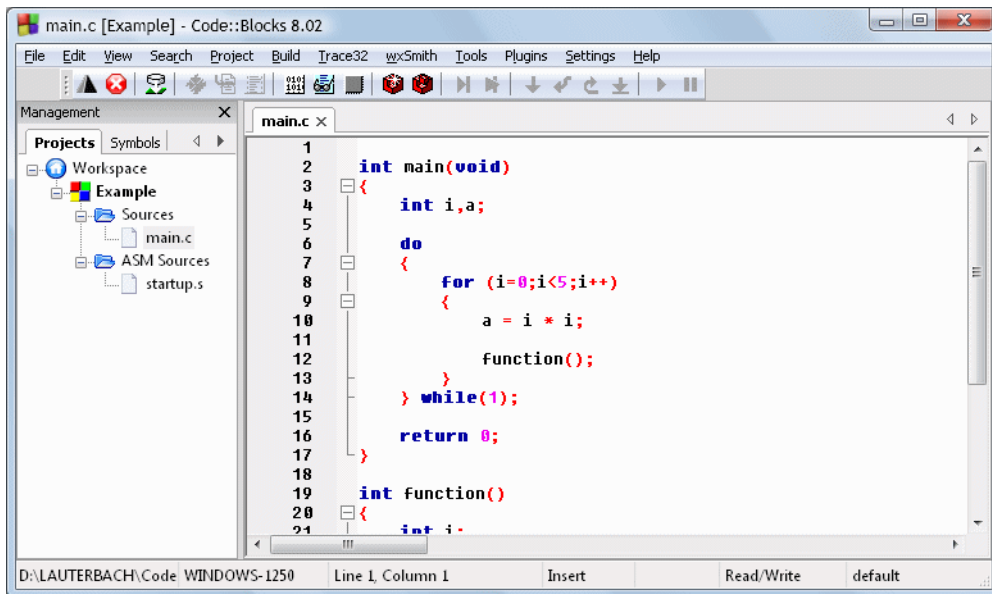 main.c [Example] - Code::Blocks 8.02
File Edit View Search Project Build Trace32 wxSmith Tools Plugins Settings Help
Management
main.c
Projects Symbols
Workspace
Example
Sources
main.c
ASM Sources
startup.s
1
2 int main(void)
3 {
4 int i,a;
5
6 do
7 {
8 for (i=0;i<5;i++)
9 {
10 a = i * i;
11
12 function();
13 }
14 } while(1);
15
16 return 0;
17 }
18
19 int function()
20 {
21 int i;
D:\LAUTERBACH\Code WINDOWS-1250 Line 1, Column 1 Insert Read/Write default